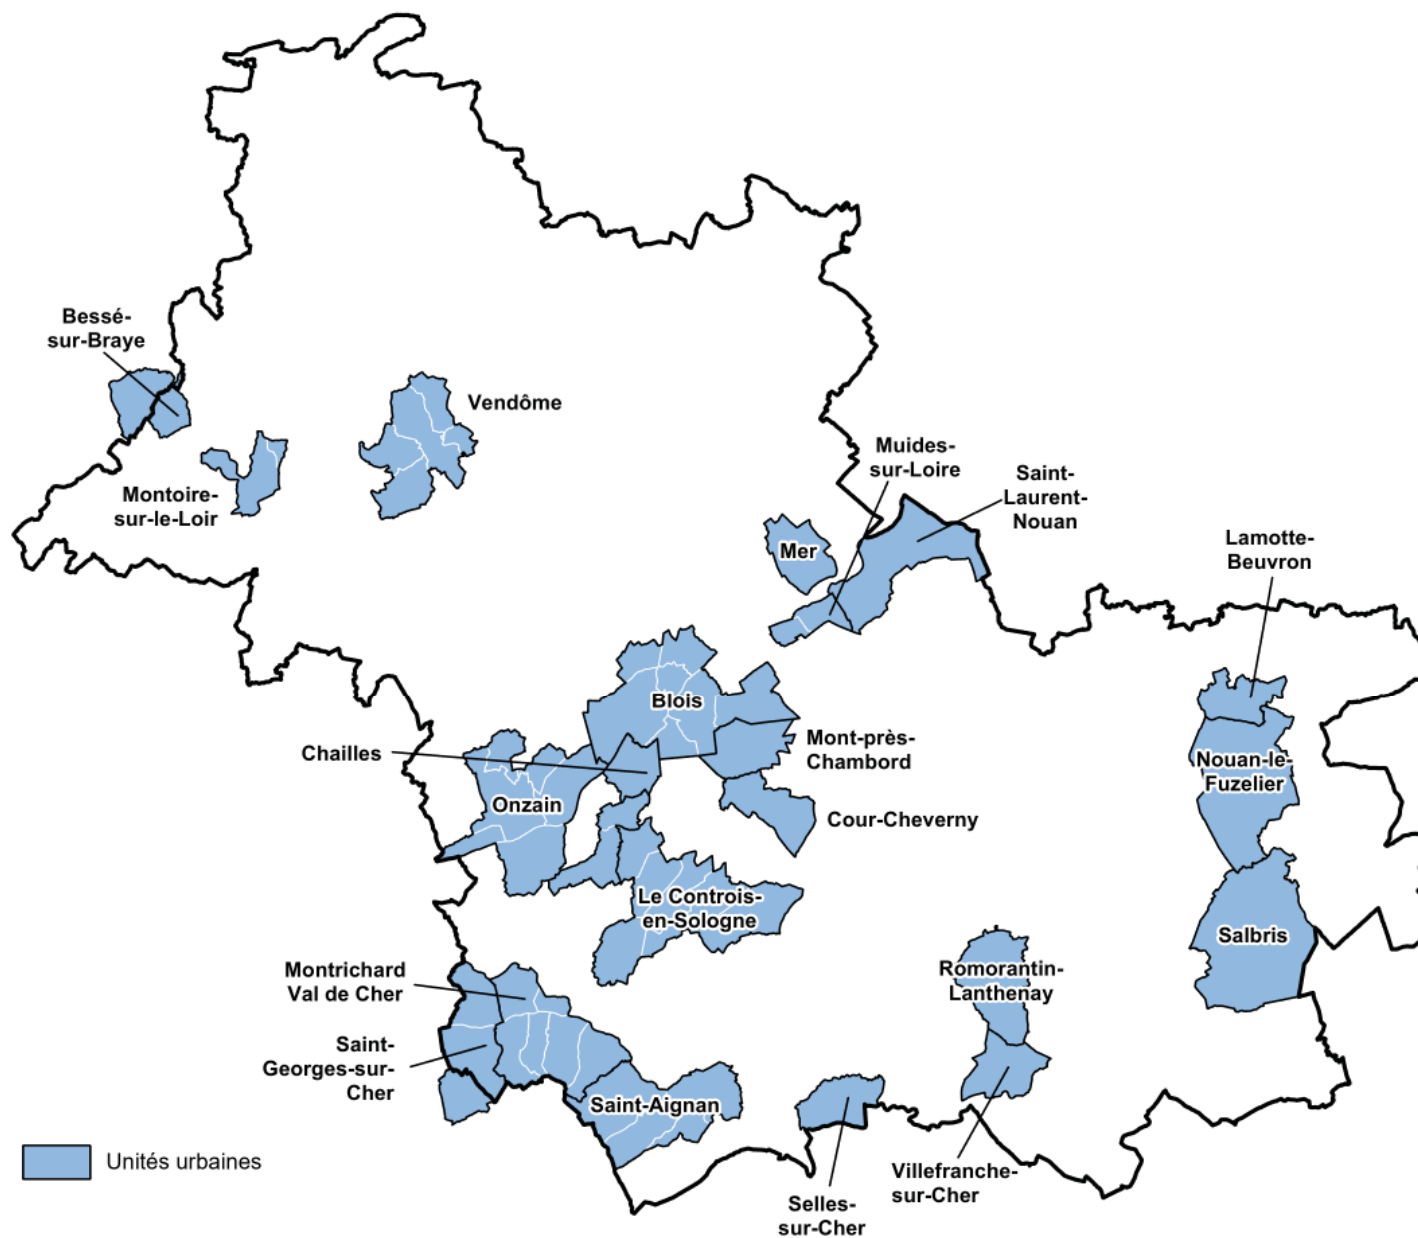 Bessé-
sur-Braye
Vendôme
Montoire-
sur-le-Loir
Muides-
sur-Loire
Saint-
Laurent-
Nouan
Mer
Lamotte-
Beuvron
Blois
Chailles
Mont-près-
Chambord
Nouan-le-
Fuzelier
Onzain
Cour-Cheverny
Le Controis-
en-Sologne
Salbris
Montrichard
Val de Cher
Romorantin-
Lanthenay
Saint-
Georges-sur-
Cher
Saint-Aignan
Unités urbaines
Villefranche-
sur-Cher
Selles-
sur-Cher